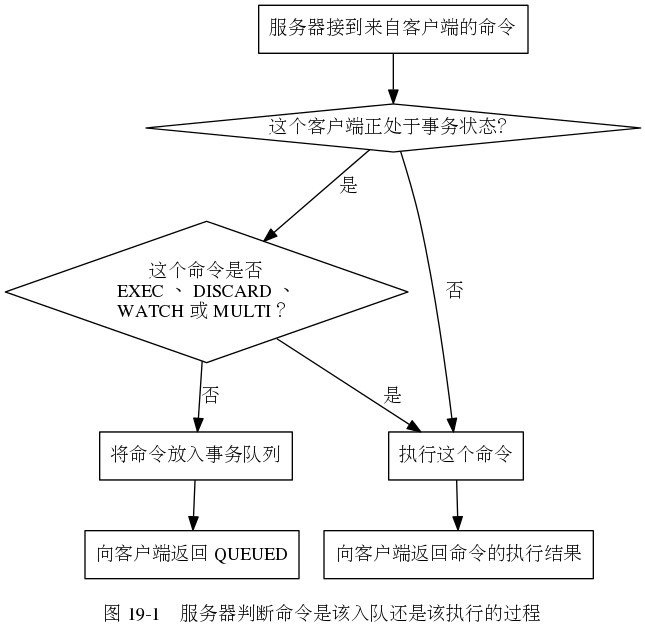 服务器接到来自客户端的命令
这个客户端正处于事务状态?
是
这个命令是否
EXEC 、 DISCARD 、
WATCH 或 MULTI ?
否
否
是
将命令放入事务队列
执行这个命令
向客户端返回 QUEUED
向客户端返回命令的执行结果
图 19-1 服务器判断命令是该入队还是该执行的过程